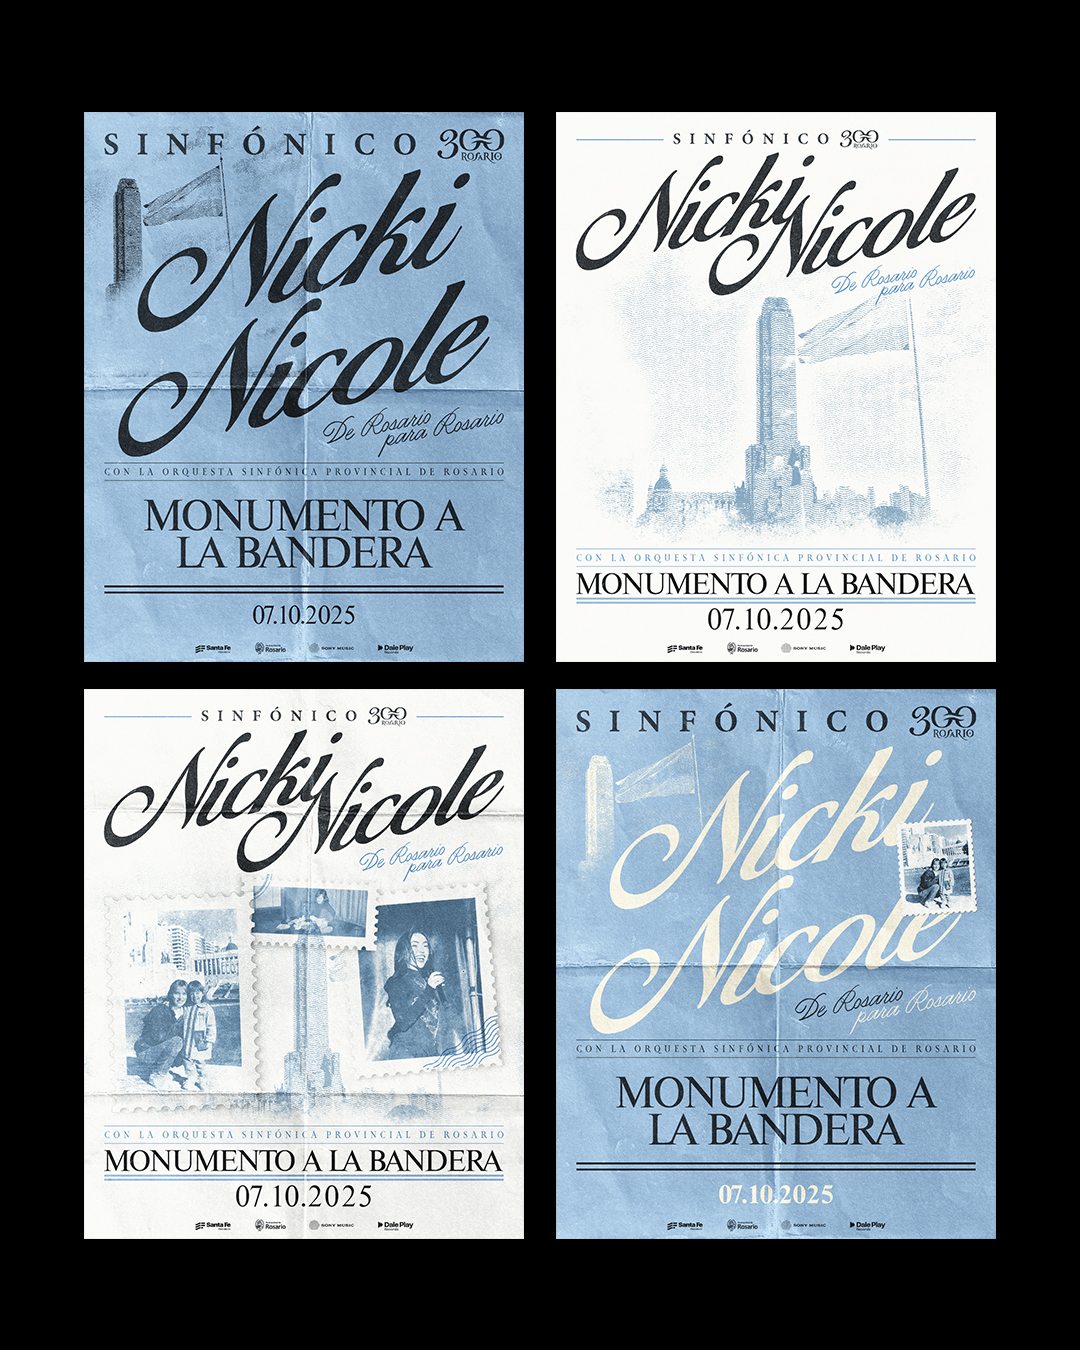 SINFÓNICO 300
ROSARIO
Nicki
Nicole
De Rosario
para Rosario
CON LA ORQUESTA SINFÓNICA PROVINCIAL DE ROSARIO
MONUMENTO A
LA BANDERA
07.10.2025
Santa Fe
Rosario
SONY MUSIC
Dale Play
SINFÓNICO 300
ROSARIO
Nicki Nicole
De Rosario
para Rosario
CON LA ORQUESTA SINFÓNICA PROVINCIAL DE ROSARIO
MONUMENTO A LA BANDERA
07.10.2025
Santa Fe
Rosario
SONY MUSIC
Dale Play
SINFÓNICO 300
ROSARIO
Nicki Nicole
De Rosario
para Rosario
CON LA ORQUESTA SINFÓNICA PROVINCIAL DE ROSARIO
MONUMENTO A LA BANDERA
07.10.2025
Santa Fe
Rosario
SONY MUSIC
Dale Play
SINFÓNICO 300
ROSARIO
Nicki
Nicole
De Rosario
para Rosario
CON LA ORQUESTA SINFÓNICA PROVINCIAL DE ROSARIO
MONUMENTO A
LA BANDERA
07.10.2025
Santa Fe
Rosario
SONY MUSIC
Dale Play